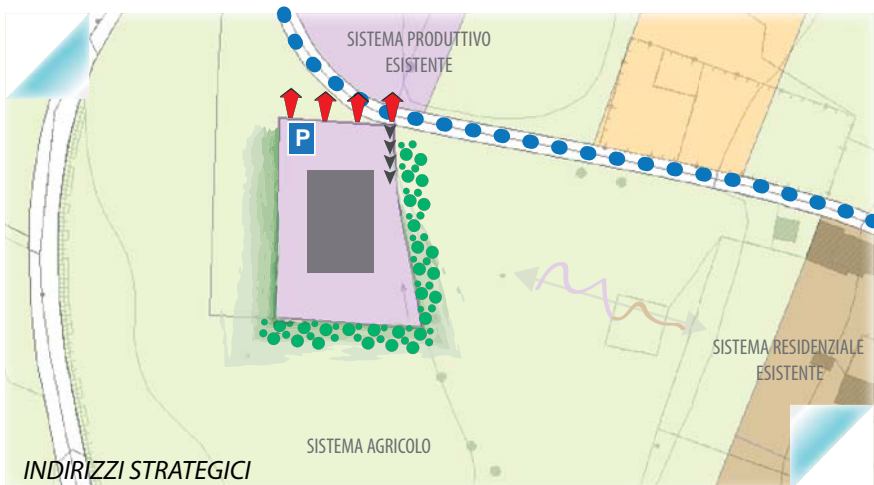 SISTEMA PRODUTTIVO
ESISTENTE
P
SISTEMA RESIDENZIALE
ESISTENTE
SISTEMA AGRICOLO
INDIRIZZI STRATEGICI